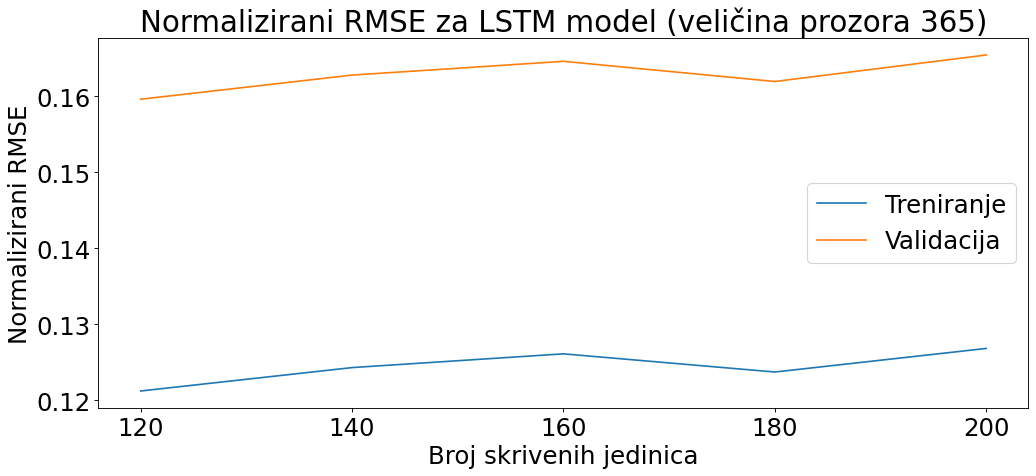 Normalizirani RMSE za LSTM model (veličina prozora 365)
Normalizirani RMSE
0.16
0.15
0.14
0.13
0.12
Treniranje
Validacija
120 140 160 180 200
Broj skrivenih jedinica